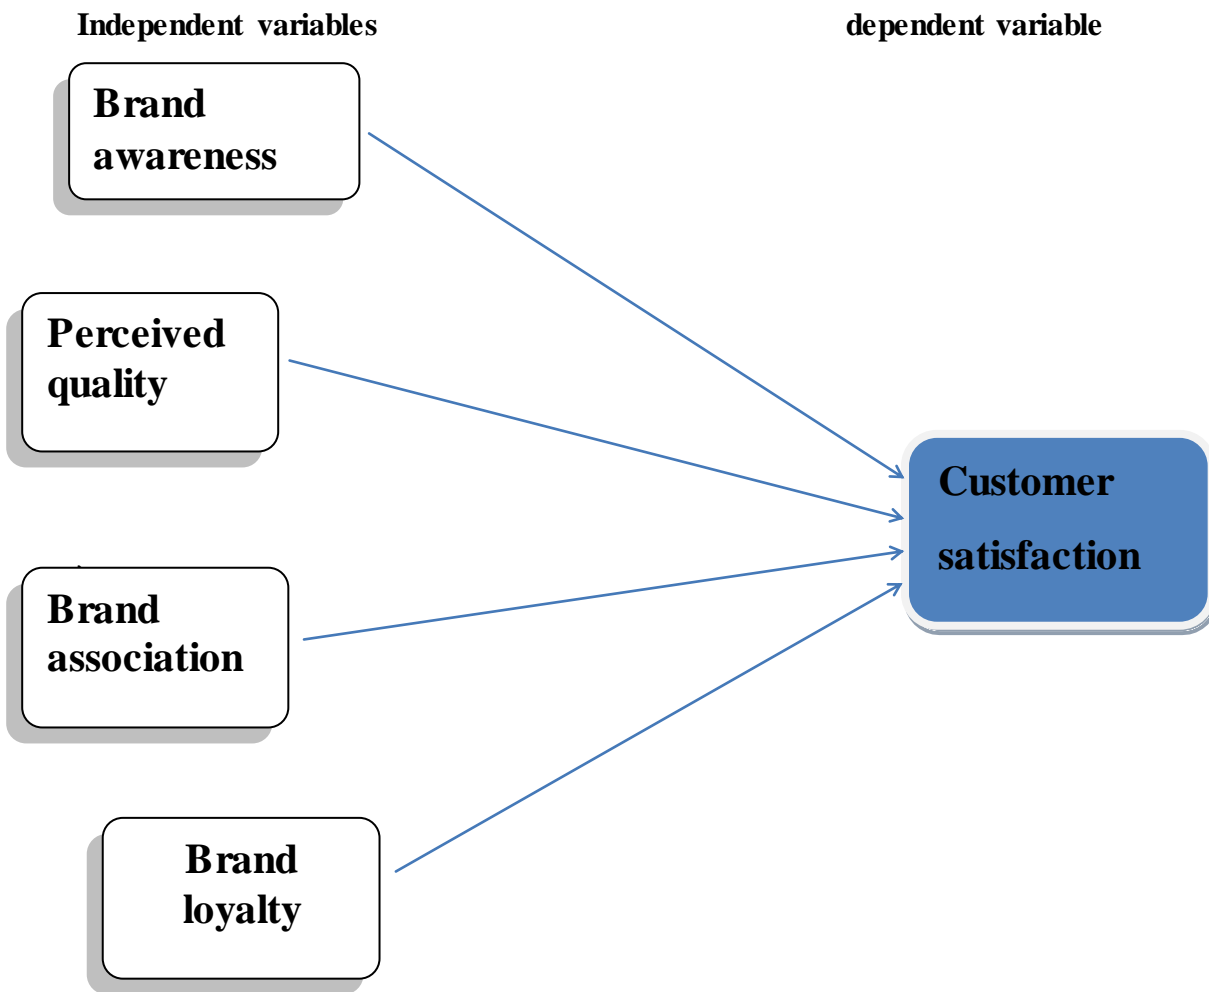 Independent variables
dependent variable
Brand
awareness
Perceived
quality
Customer
satisfaction
Brand
association
Brand
loyalty